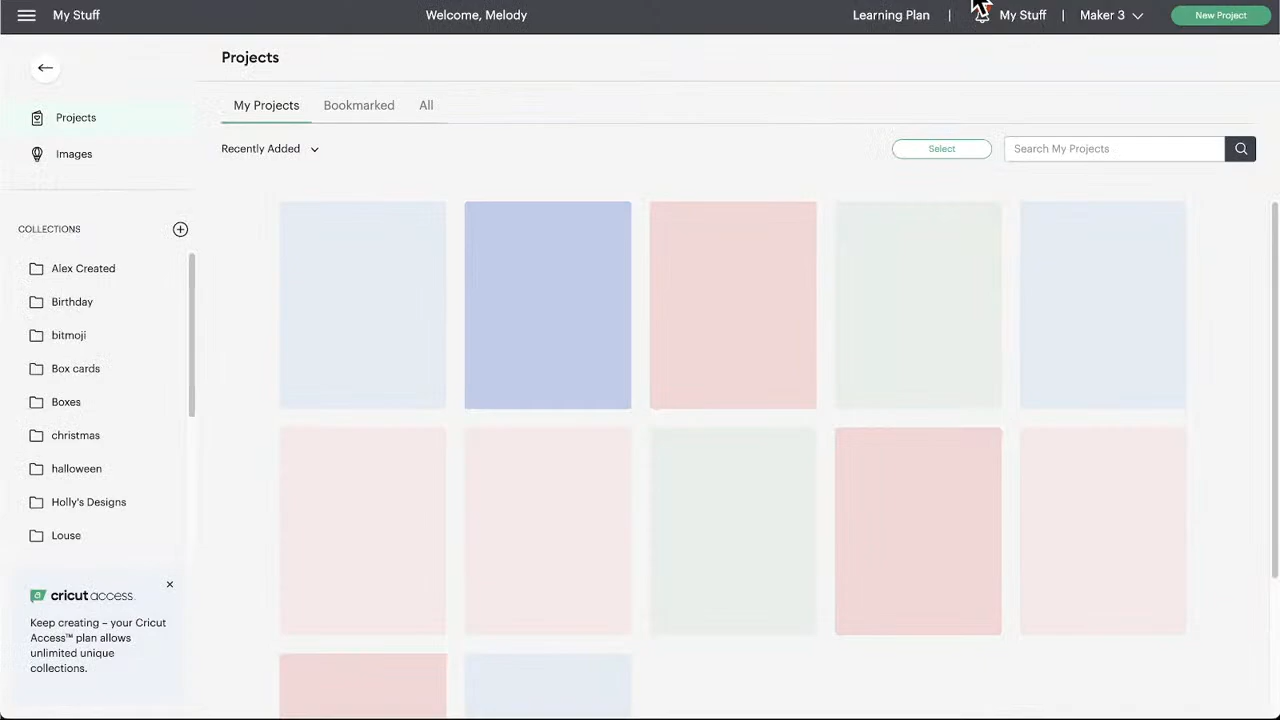 My Stuff
Welcome, Melody
Learning Plan
My Stuff
Maker 3
New Project
Projects
My Projects
Bookmarked
All
Recently Added
Select
Search My Projects
Projects
Images
COLLECTIONS
Alex Created
Birthday
bitmoji
Box cards
Boxes
christmas
halloween
Holly's Designs
Louse
cricut access
Keep creating – your Cricut
Access™ plan allows
unlimited unique
collections.